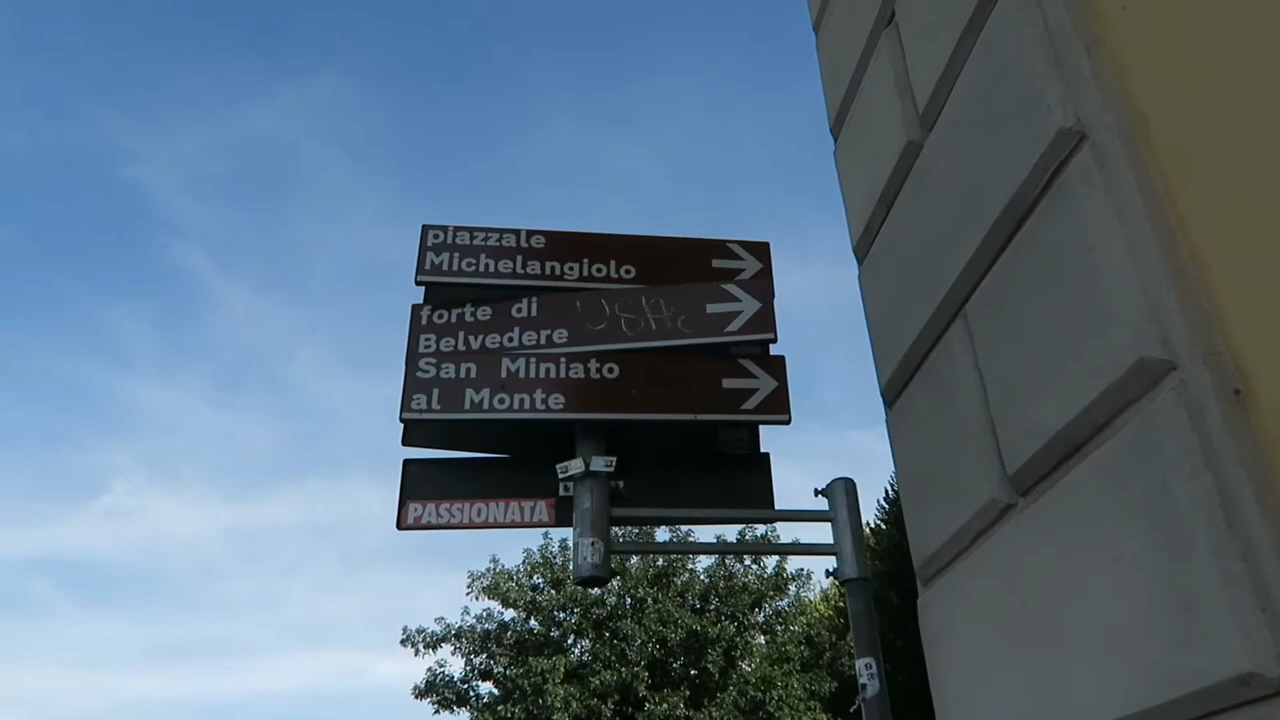 piazzale
Michelangiolo
forte di
Belvedere
San Miniato
al Monte
PASSIONATA